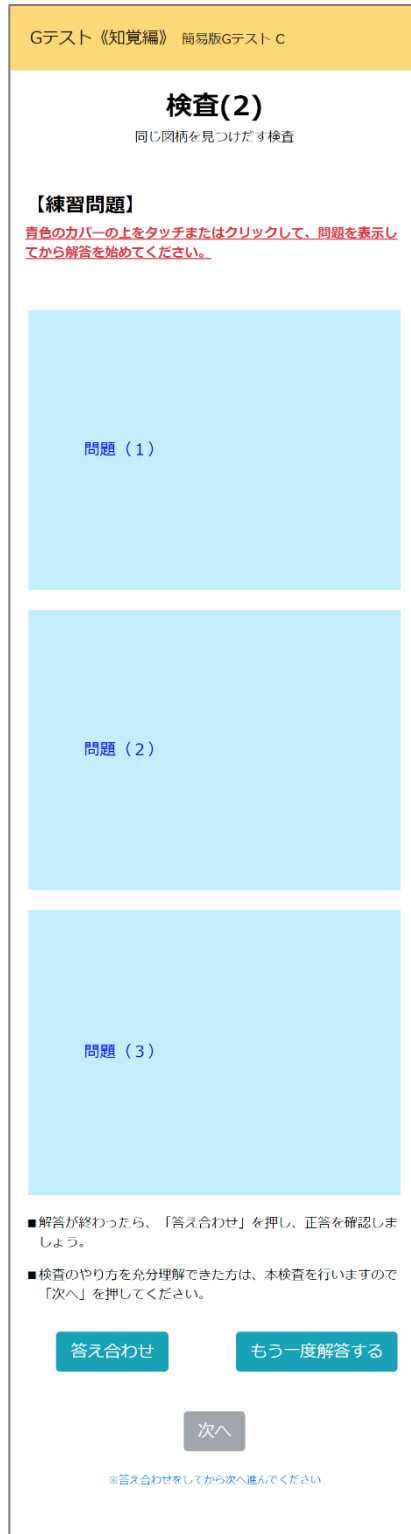 Gテスト《知覚編》 簡易版Gテスト C
検査(2)
同じ図柄を見つけだす検査
【練習問題】
青色のカバーの上をタッチまたはクリックして、問題を表示し
てから解答を始めてください。
問題（１）
問題（２）
問題（３）
■解答が終わったら、「答え合わせ」を押し、正答を確認しま
しょう。
■検査のやり方を充分理解できた方は、本検査を行いますので
「次へ」を押してください。
答え合わせ もう一度解答する
次へ
※答え合わせをしてから次へ進んでください